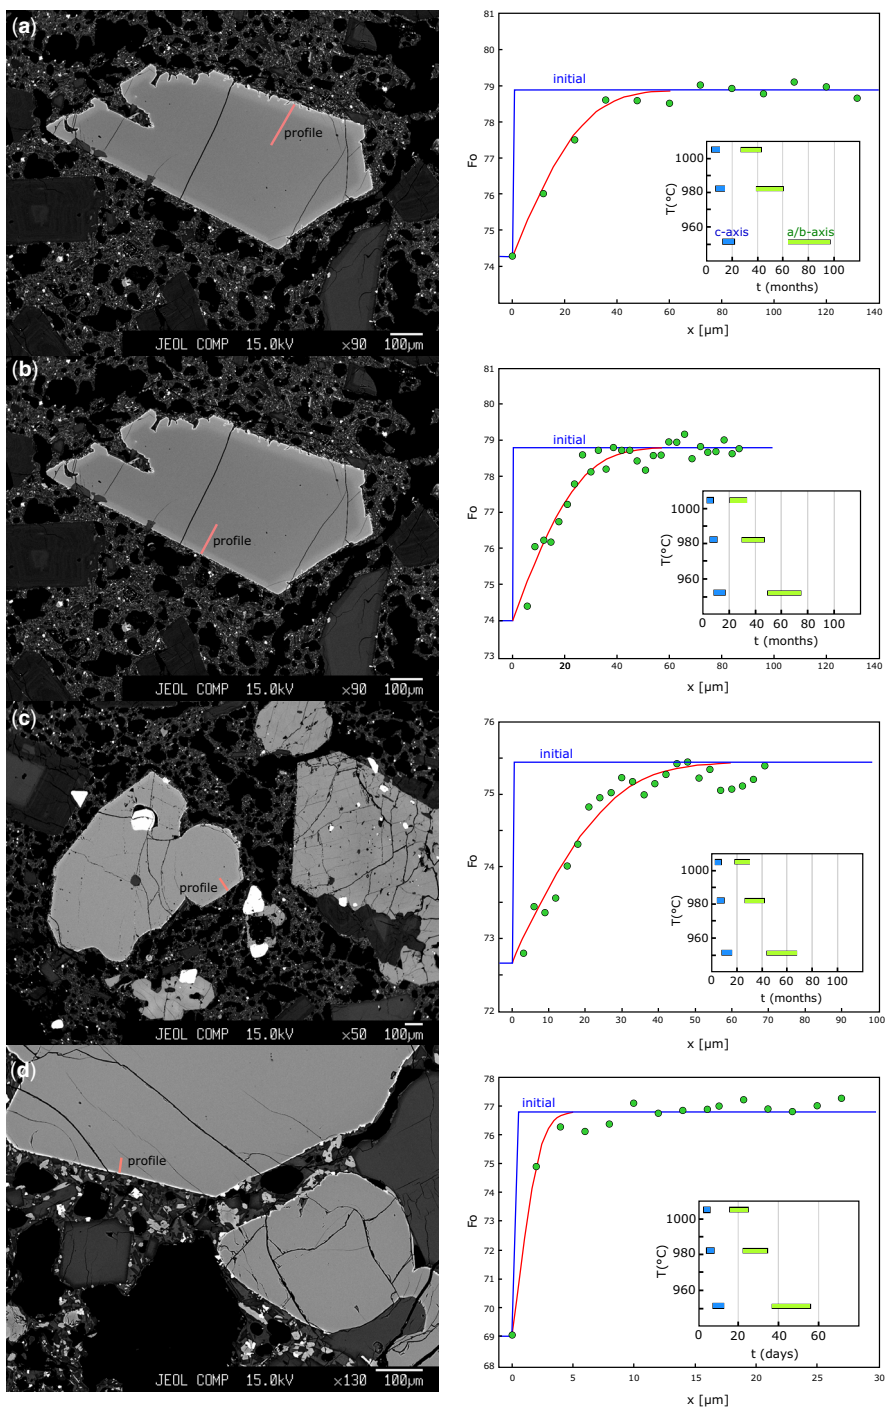 (a)
profile
JEOL COMP 15.0kV ×90 100µm
81
80
79
78
77
76
75
74
Fo
initial
1000
980
960
T(°C)
c-axis
a/b-axis
0 20 40 60 80 100
t (months)
0 20 40 60 80 100 120 140
x [µm]
(b)
profile
JEOL COMP 15.0kV ×90 100µm
81
80
79
78
77
76
75
74
73
Fo
initial
1000
980
960
T(°C)
0 20 40 60 80 100
t (months)
0 20 40 60 80 100 120 140
x [µm]
(c)
profile
JEOL COMP 15.0kV ×50 100µm
76
75
74
73
72
Fo
initial
1000
980
960
T(°C)
0 20 40 60 80 100
t (months)
0 10 20 30 40 50 60 70 80 90 100
x [µm]
(d)
profile
JEOL COMP 15.0kV ×130 100µm
78
77
76
75
74
73
72
71
70
69
68
Fo
initial
1000
980
960
T(°C)
0 20 40 60
t (days)
0 5 10 15 20 25 30
x [µm]